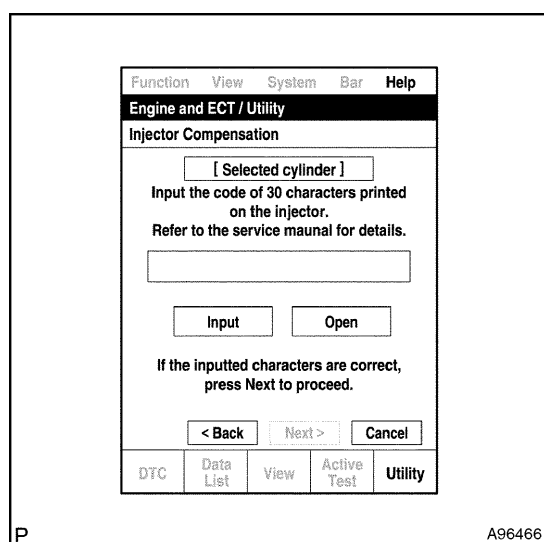 Function View System Bar Help
Engine and ECT / Utility
Injector Compensation
[ Selected cylinder ]
Input the code of 30 characters printed
on the injector.
Refer to the service maunal for details.
Input Open
If the inputted characters are correct,
press Next to proceed.
< Back Next > Cancel
DTC Data List View Active Test Utility
P A96466